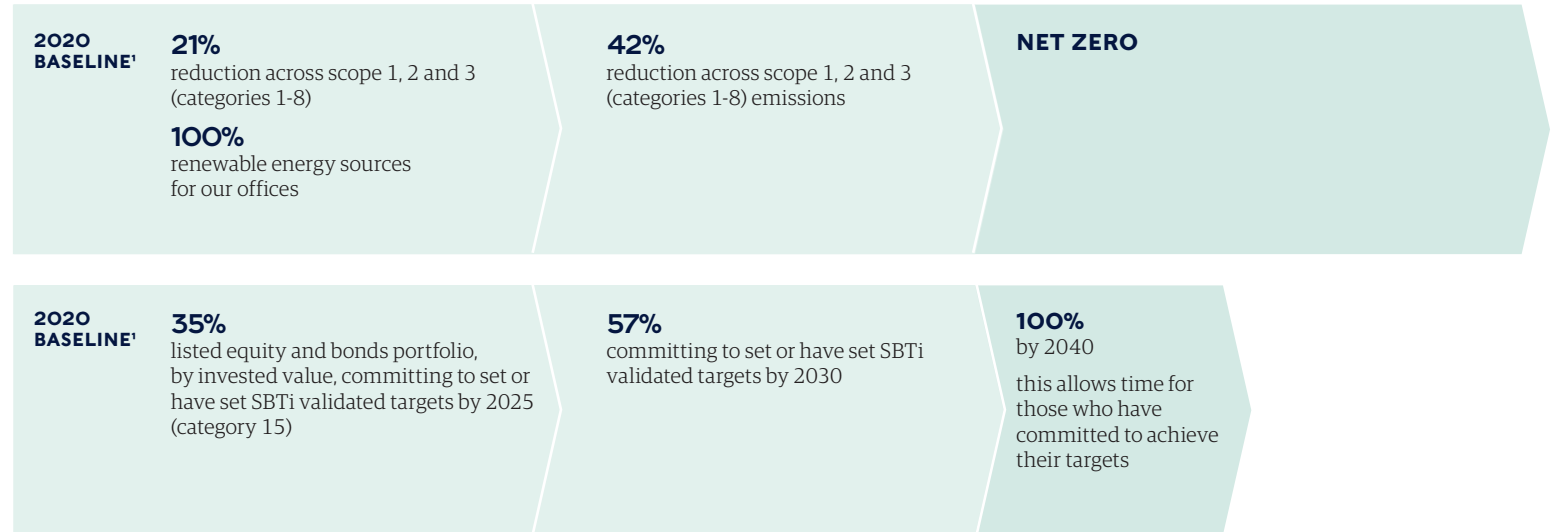 2020
BASELINE¹
21%
reduction across scope 1, 2 and 3
(categories 1-8)
100%
renewable energy sources
for our offices
42%
reduction across scope 1, 2 and 3
(categories 1-8) emissions
NET ZERO
2020
BASELINE¹
35%
listed equity and bonds portfolio,
by invested value, committing to set or
have set SBTi validated targets by 2025
(category 15)
57%
committing to set or have set SBTi
validated targets by 2030
100%
by 2040
this allows time for
those who have
committed to achieve
their targets